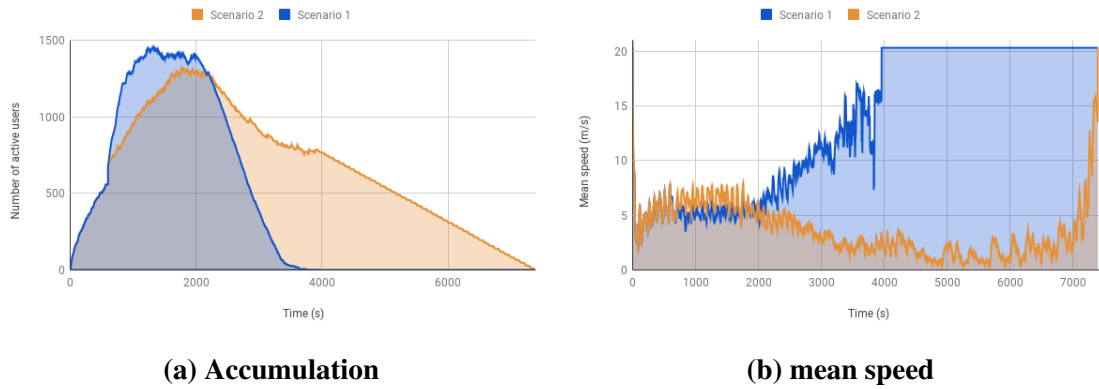 Scenario 2 Scenario 1
1500
1000
500
0
Number of active users
0 2000 4000 6000
Time (s)
(a) Accumulation
Scenario 1 Scenario 2
20
15
10
5
0
Mean speed (m/s)
0 1000 2000 3000 4000 5000 6000 7000
Time (s)
(b) mean speed